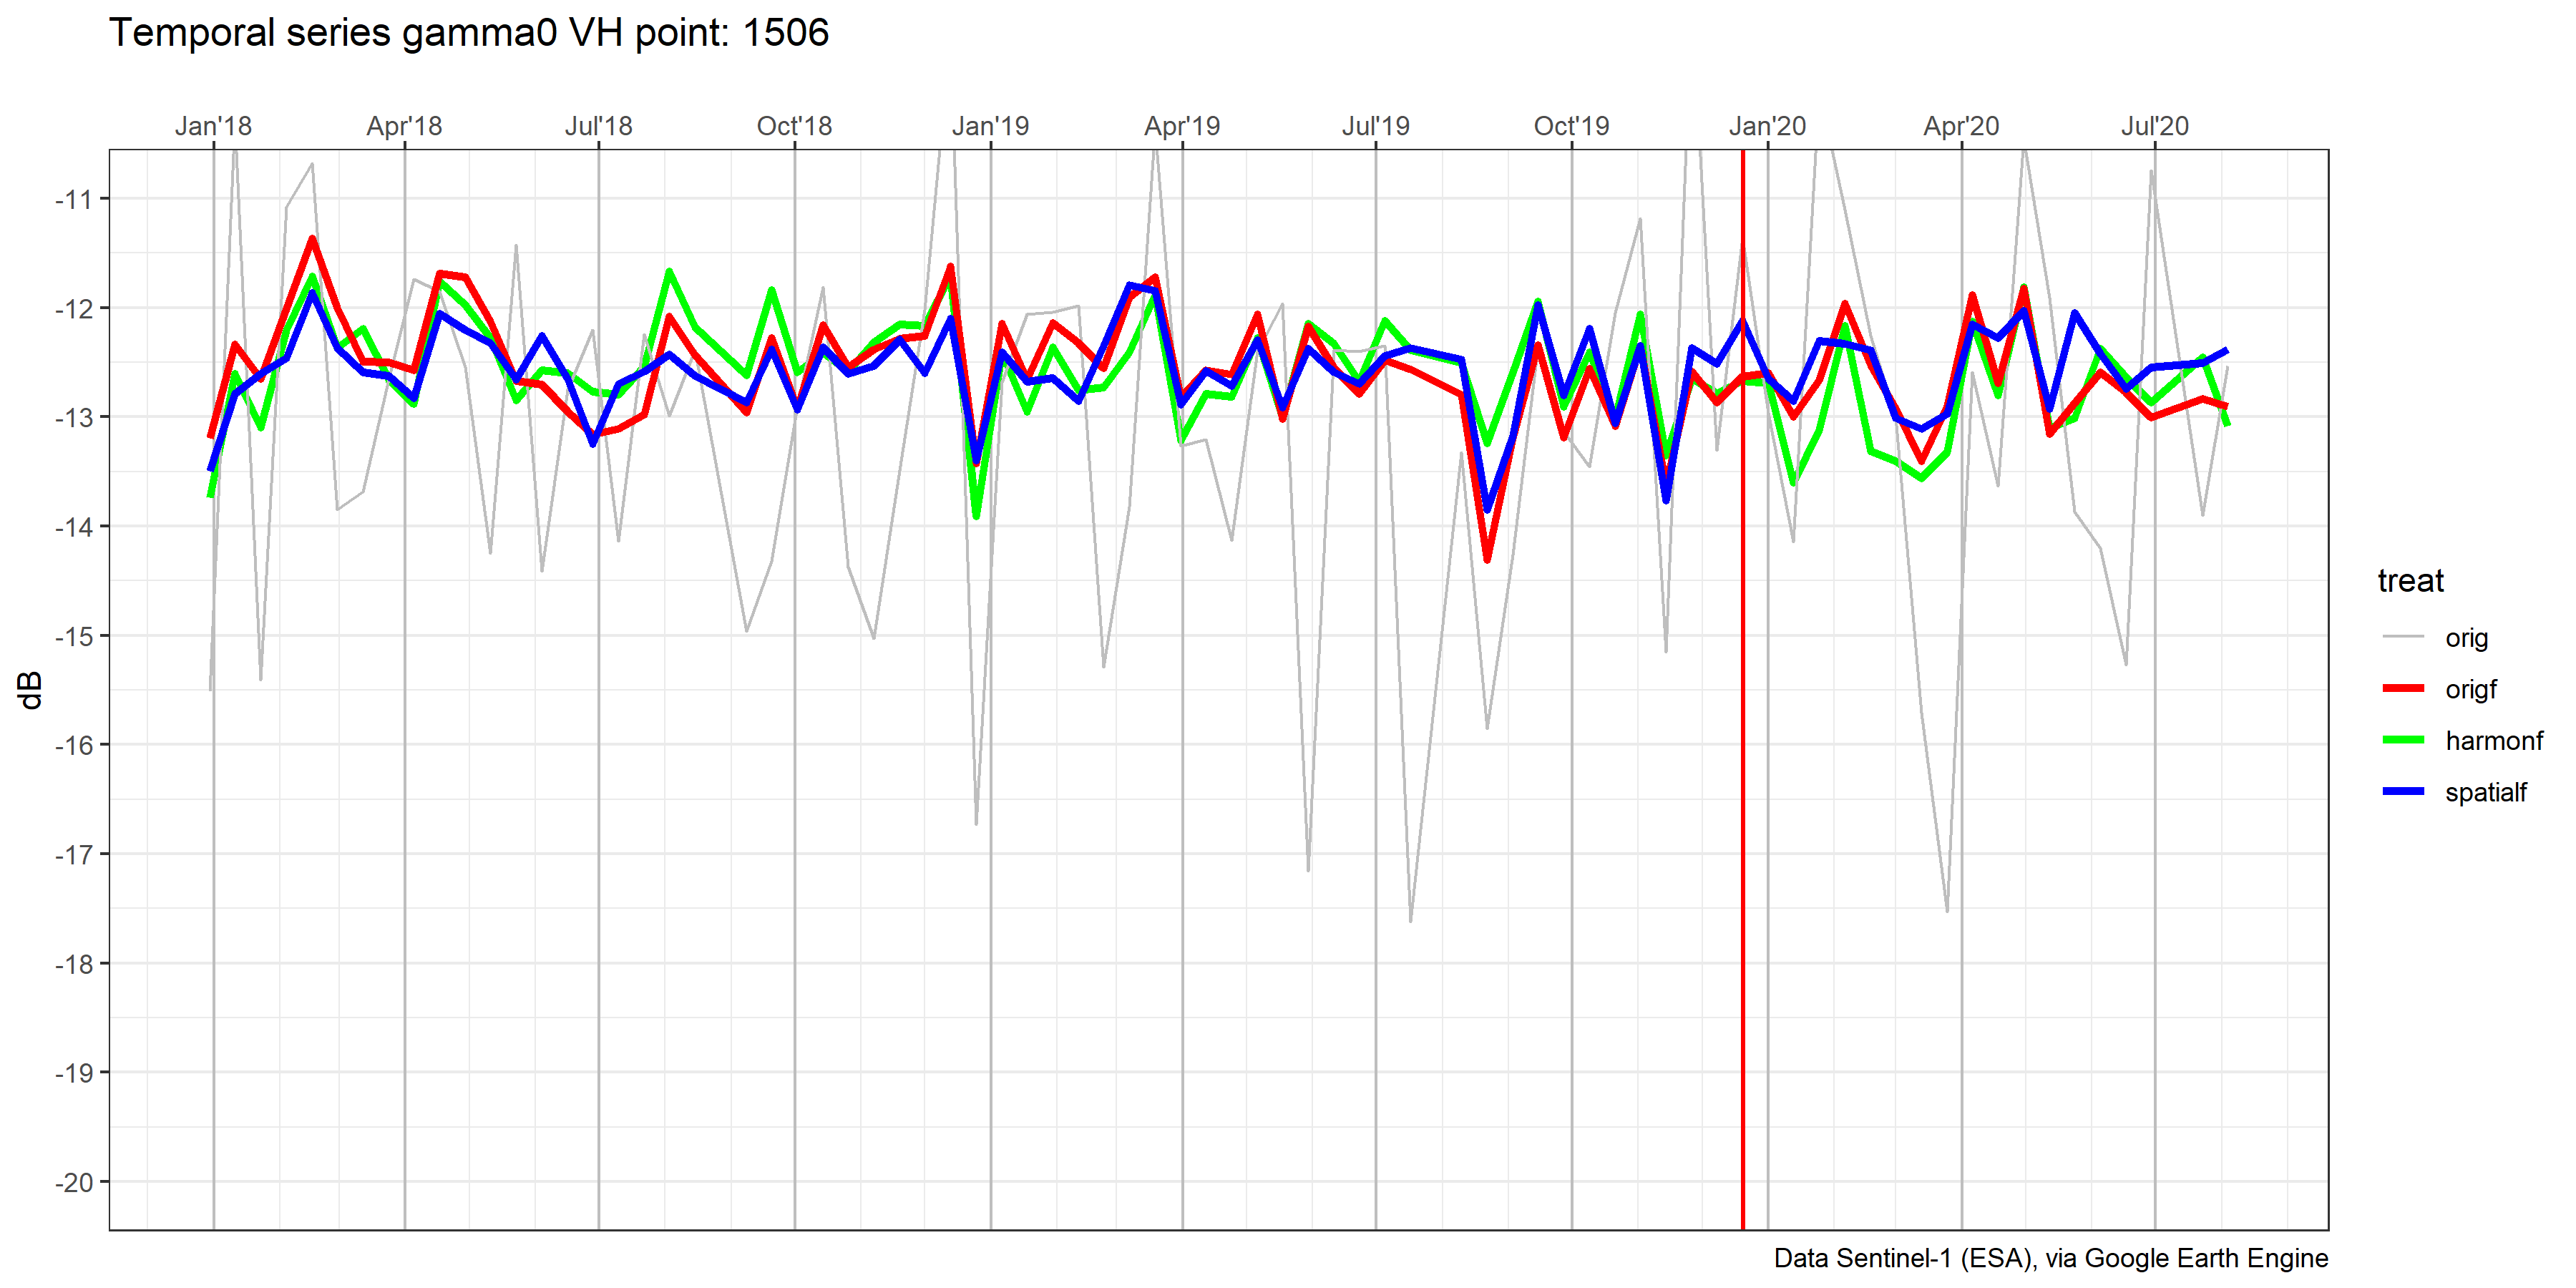 Temporal series gamma0 VH point: 1506
Jan'18 Apr'18 Jul'18 Oct'18 Jan'19 Apr'19 Jul'19 Oct'19 Jan'20 Apr'20 Jul'20
-11
-12
-13
-14
-15
-16
-17
-18
-19
-20
dB
treat
orig
origf
harmonf
spatialf
Data Sentinel-1 (ESA), via Google Earth Engine